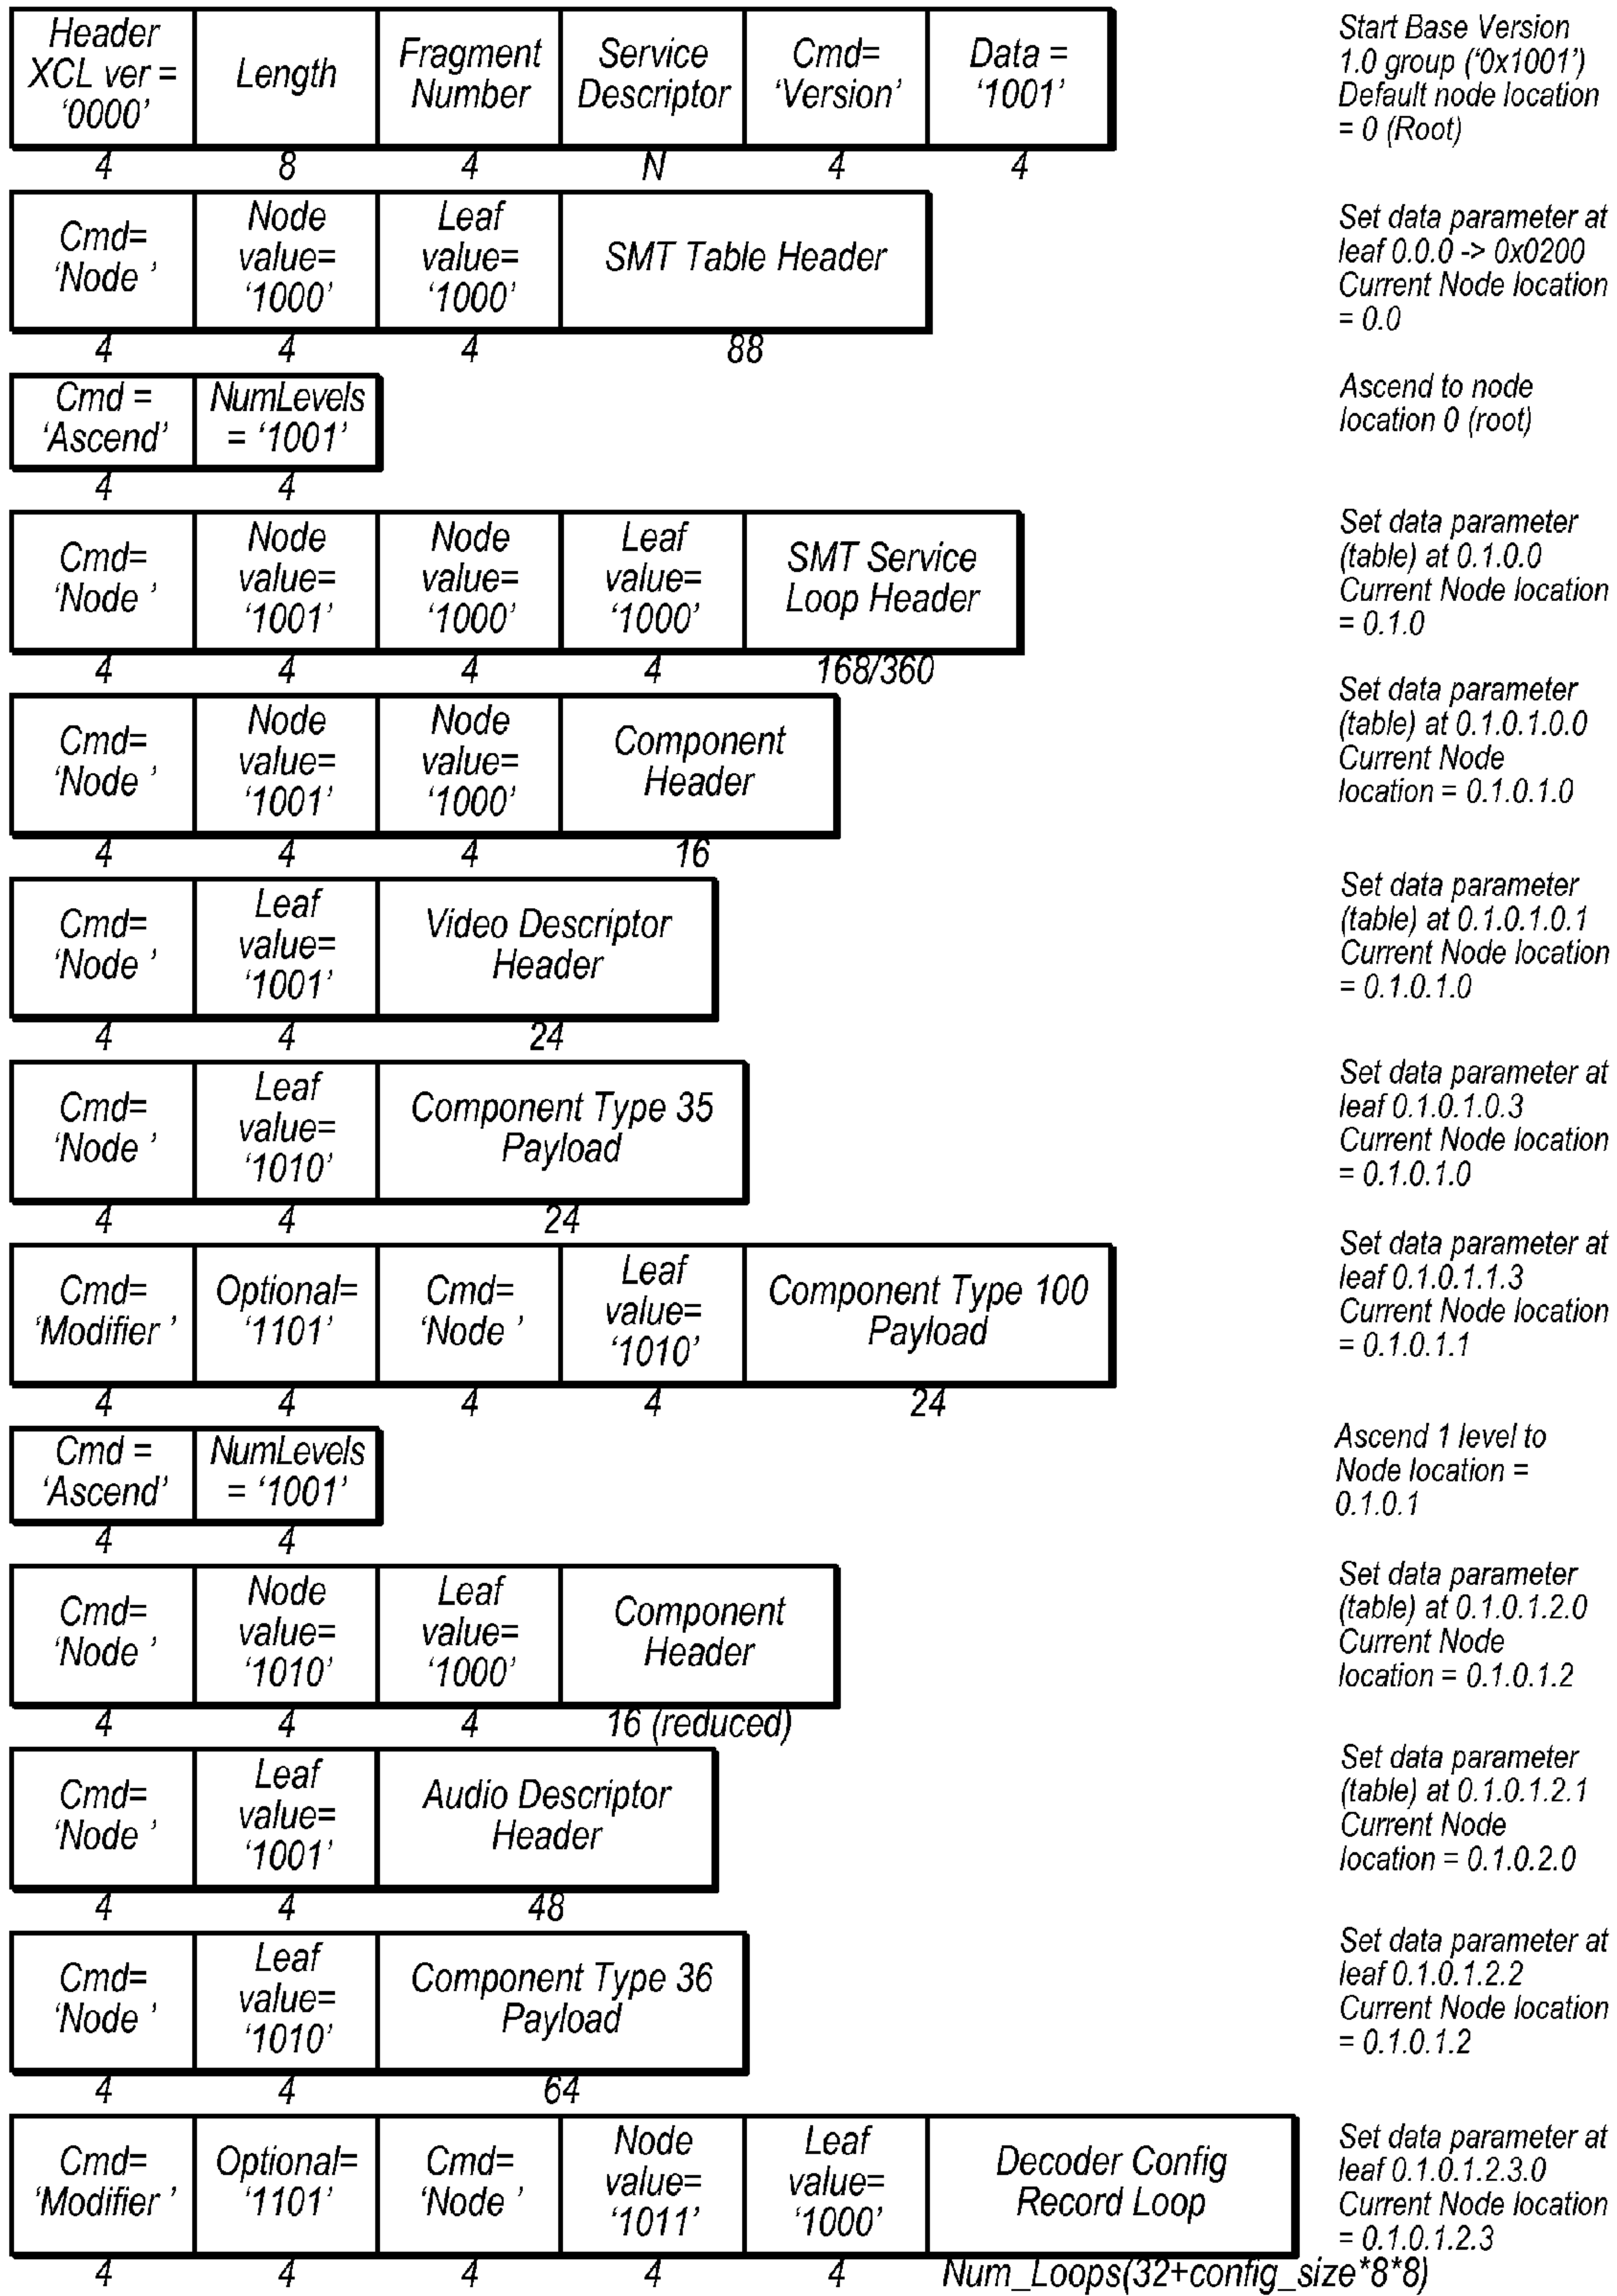 Header
XCL ver =
‘0000’
Length
Fragment
Number
Service
Descriptor
Cmd=
‘Version’
Data =
‘1001’
4
8
4
N
4
4
Start Base Version
1.0 group (‘0x1001’)
Default node location
= 0 (Root)
Cmd=
‘Node ’
Node
value=
‘1000’
Leaf
value=
‘1000’
SMT Table Header
4
4
4
88
Set data parameter at
leaf 0.0.0 -> 0x0200
Current Node location
= 0.0
Cmd =
‘Ascend’
NumLevels
= ‘1001’
4
4
Ascend to node
location 0 (root)
Cmd=
‘Node ’
Node
value=
‘1001’
Node
value=
‘1000’
Leaf
value=
‘1000’
SMT Service
Loop Header
4
4
4
4
168/360
Set data parameter
(table) at 0.1.0.0
Current Node location
= 0.1.0
Cmd=
‘Node ’
Node
value=
‘1001’
Node
value=
‘1000’
Component
Header
4
4
4
16
Set data parameter
(table) at 0.1.0.1.0.0
Current Node
location = 0.1.0.1.0
Cmd=
‘Node ’
Leaf
value=
‘1001’
Video Descriptor
Header
4
4
24
Set data parameter
(table) at 0.1.0.1.0.1
Current Node location
= 0.1.0.1.0
Cmd=
‘Node ’
Leaf
value=
‘1010’
Component Type 35
Payload
4
4
24
Set data parameter at
leaf 0.1.0.1.0.3
Current Node location
= 0.1.0.1.0
Cmd=
‘Modifier ’
Optional=
‘1101’
Cmd=
‘Node ’
Leaf
value=
‘1010’
Component Type 100
Payload
4
4
4
4
24
Set data parameter at
leaf 0.1.0.1.1.3
Current Node location
= 0.1.0.1.1
Cmd =
‘Ascend’
NumLevels
= ‘1001’
4
4
Ascend 1 level to
Node location =
0.1.0.1
Cmd=
‘Node ’
Node
value=
‘1010’
Leaf
value=
‘1000’
Component
Header
4
4
4
16 (reduced)
Set data parameter
(table) at 0.1.0.1.2.0
Current Node
location = 0.1.0.1.2
Cmd=
‘Node ’
Leaf
value=
‘1001’
Audio Descriptor
Header
4
4
48
Set data parameter
(table) at 0.1.0.1.2.1
Current Node
location = 0.1.0.2.0
Cmd=
‘Node ’
Leaf
value=
‘1010’
Component Type 36
Payload
4
4
64
Set data parameter at
leaf 0.1.0.1.2.2
Current Node location
= 0.1.0.1.2
Cmd=
‘Modifier ’
Optional=
‘1101’
Cmd=
‘Node ’
Node
value=
‘1011’
Leaf
value=
‘1000’
Decoder Config
Record Loop
4
4
4
4
4
Num_Loops(32+config_size*8*8)
Set data parameter at
leaf 0.1.0.1.2.3.0
Current Node location
= 0.1.0.1.2.3